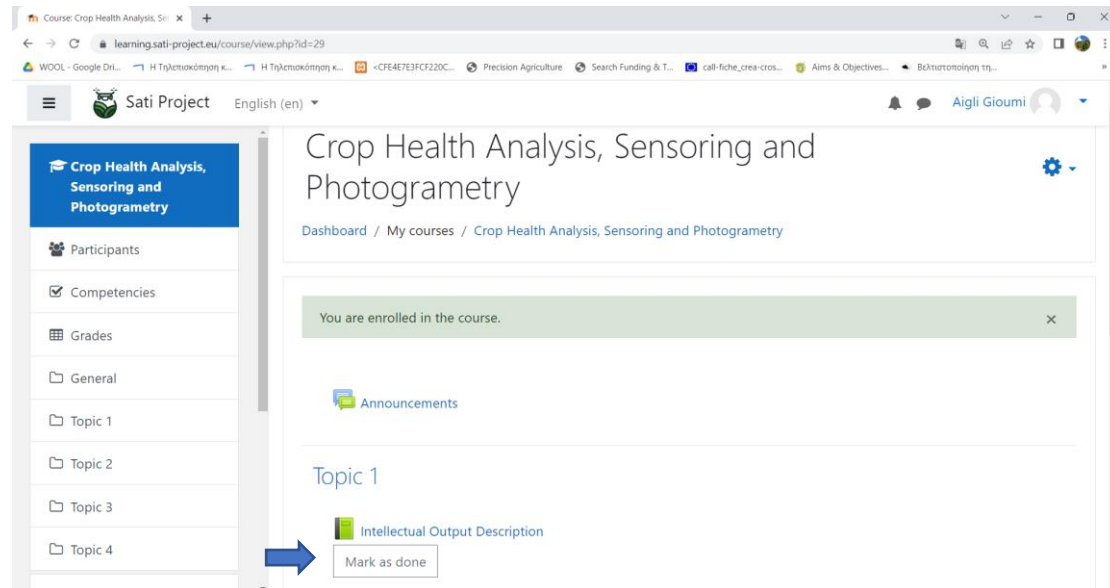 Course: Crop Health Analysis, Se
learning.sati-project.eu/course/view.php?id=29
WOOL - Google Dri... Η Τηλεπισκόπηση κ... Η Τηλεπισκόπηση κ... <CFE4E7E3FCF220C... Precision Agriculture Search Funding & T... call-fiche_crea-cros... Aims & Objectives... Βελτιστοποίηση τη... »
Sati Project English (en) Aigli Gioumi
Crop Health Analysis,
Sensoring and
Photogrametry
Participants
Competencies
Grades
General
Topic 1
Topic 2
Topic 3
Topic 4
Crop Health Analysis, Sensoring and
Photogrametry
Dashboard / My courses / Crop Health Analysis, Sensoring and Photogrametry
You are enrolled in the course. ×
Announcements
Topic 1
Intellectual Output Description
Mark as done